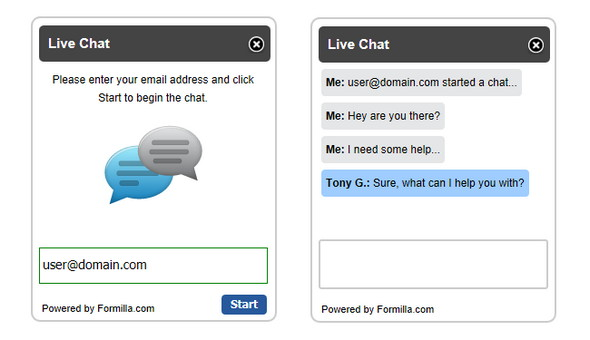 Live Chat
Please enter your email address and click
Start to begin the chat.
user@domain.com
Powered by Formilla.com
Start
Live Chat
Me: user@domain.com started a chat...
Me: Hey are you there?
Me: I need some help...
Tony G.: Sure, what can I help you with?
Powered by Formilla.com